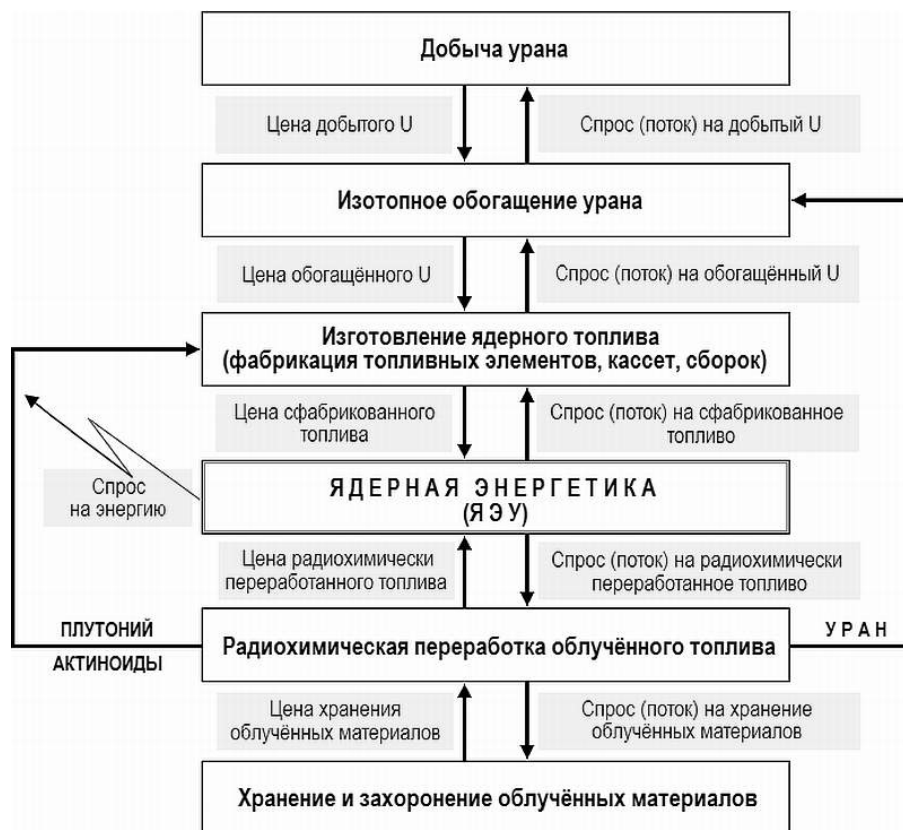 Добыча урана
Цена добытого U
Спрос (поток) на добытый U
Изотопное обогащение урана
Цена обогащённого U
Спрос (поток) на обогащённый U
Изготовление ядерного топлива
(фабрикация топливных элементов, кассет, сборок)
Цена сфабрикованного
топлива
Спрос (поток) на сфабрикованное
топливо
Спрос
на энергию
ЯДЕРНАЯ ЭНЕРГЕТИКА
(ЯЭУ)
Цена радиохимически
переработанного топлива
Спрос (поток) на радиохимически
переработанное топливо
ПЛУТОНИЙ
АКТИНОИДЫ
Радиохимическая переработка облучённого топлива
УРАН
Цена хранения
облучённых материалов
Спрос (поток) на хранение
облучённых материалов
Хранение и захоронение облучённых материалов